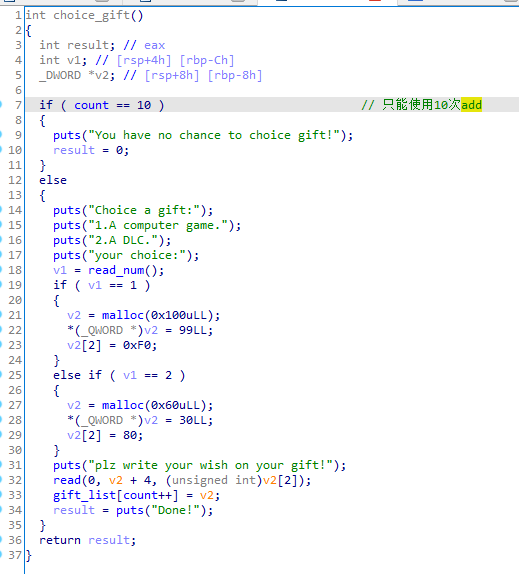 1 int choice_gift()
2 {
3 int result; // eax
4 int v1; // [rsp+4h] [rbp-Ch]
5 _DWORD *v2; // [rsp+8h] [rbp-8h]
6
7 if ( count == 10 ) // 只能使用10次add
8 {
9 puts("You have no chance to choice gift!");
10 result = 0;
11 }
12 else
13 {
14 puts("Choice a gift:");
15 puts("1.A computer game.");
16 puts("2.A DLC.");
17 puts("your choice:");
18 v1 = read_num();
19 if ( v1 == 1 )
20 {
21 v2 = malloc(0x100uLL);
22 *(_QWORD *)v2 = 99LL;
23 v2[2] = 0xF0;
24 }
25 else if ( v1 == 2 )
26 {
27 v2 = malloc(0x60uLL);
28 *(_QWORD *)v2 = 30LL;
29 v2[2] = 80;
30 }
31 puts("plz write your wish on your gift!");
32 read(0, v2 + 4, (unsigned int)v2[2]);
33 gift_list[count++] = v2;
34 result = puts("Done!");
35 }
36 return result;
37 }